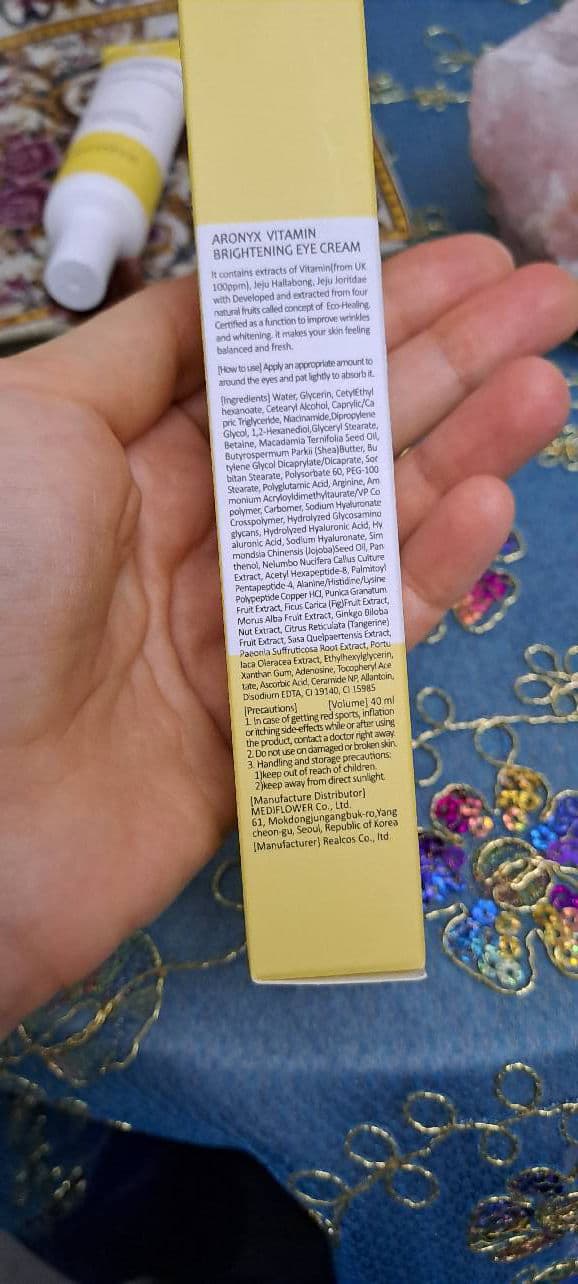 ARONYX VITAMIN
BRIGHTENING EYE CREAM
It contains extracts of Vitamin(from UK
100ppm), Jeju Hallabong, Jeju Joritdae
with Developed and extracted from four
natural fruits called concept of Eco-Healing.
Certified as a function to improve wrinkles
and whitening. it makes your skin feeling
balanced and fresh.
[How to use] Apply an appropriate amount to
around the eyes and pat lightly to absorb it.
[Ingredients] Water, Glycerin, CetylEthyl
hexanoate, Cetearyl Alcohol, Caprylic/Ca
pric Triglyceride, Niacinamide,Dipropylene
Glycol, 1,2-Hexanediol,Glyceryl Stearate,
Betaine, Macadamia Ternifolia Seed Oil,
Butyrospermum Parkii (Shea)Butter, Bu
tylene Glycol Dicaprylate/Dicaprate, Sor
bitan Stearate, Polysorbate 60, PEG-100
Stearate, Polyglutamic Acid, Arginine, Am
monium Acryloyldimethyltaurate/VP Co
polymer, Carbomer, Sodium Hyaluronate
Crosspolymer, Hydrolyzed Glycosamino
glycans, Hydrolyzed Hyaluronic Acid, Hy
aluronic Acid, Sodium Hyaluronate, Sim
mondsia Chinensis (Jojoba)Seed Oil, Pan
thenol, Nelumbo Nucifera Callus Culture
Extract, Acetyl Hexapeptide-8, Palmitoyl
Pentapeptide-4, Alanine/Histidine/Lysine
Polypeptide Copper HCl, Punica Granatum
Fruit Extract, Ficus Carica (Fig)Fruit Extract,
Morus Alba Fruit Extract, Ginkgo Biloba
Nut Extract, Citrus Reticulata (Tangerine)
Fruit Extract, Sasa Quelpaertensis Extract,
Paeonia Suffruticosa Root Extract, Portu
laca Oleracea Extract, Ethylhexylglycerin,
Xanthan Gum, Adenosine, Tocopheryl Ace
tate, Ascorbic Acid, Ceramide NP, Allantoin,
Disodium EDTA, CI 19140, CI 15985
[Precautions] [Volume] 40 ml
1. In case of getting red sports, inflation
or itching side-effects while or after using
the product, contact a doctor right away.
2. Do not use on damaged or broken skin.
3. Handling and storage precautions:
1)keep out of reach of children.
2)keep away from direct sunlight.
[Manufacture Distributor]
MEDIFLOWER Co., Ltd.
61, Mokdongjungangbuk-ro,Yang
cheon-gu, Seoul, Republic of Korea
[Manufacturer] Realcos Co., ltd.